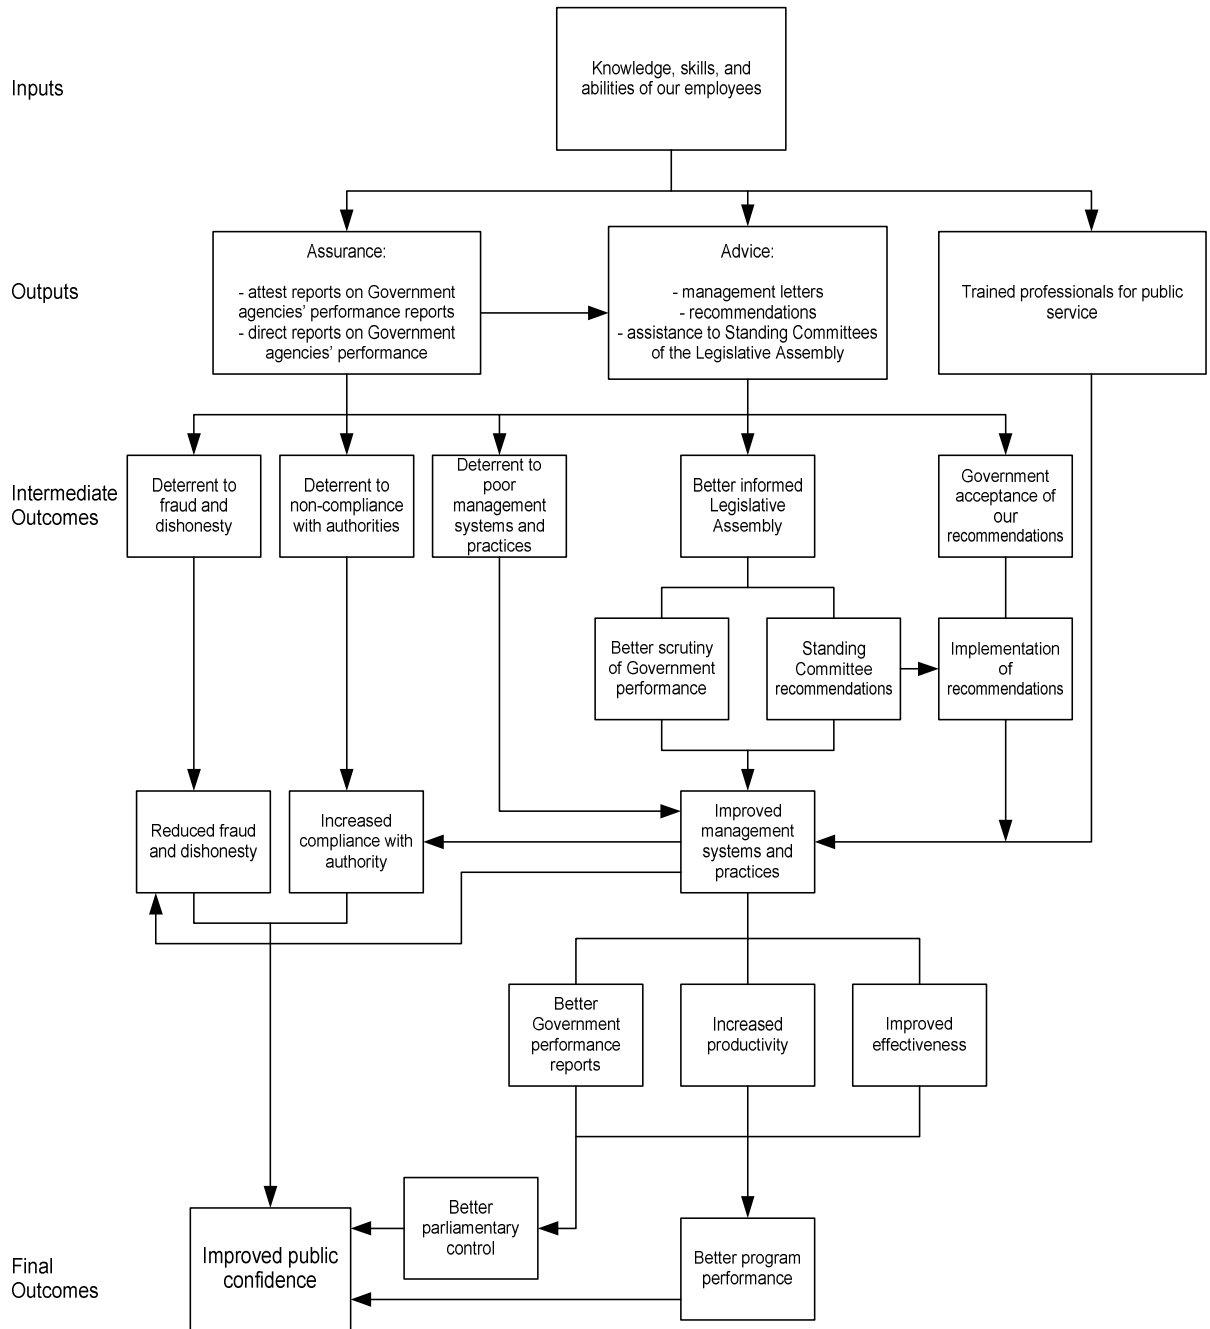 Inputs
Knowledge, skills, and
abilities of our employees
Outputs
Assurance:
- attest reports on Government
agencies’ performance reports
- direct reports on Government
agencies’ performance
Advice:
- management letters
- recommendations
- assistance to Standing Committees
of the Legislative Assembly
Trained professionals for public
service
Intermediate
Outcomes
Deterrent to
fraud and
dishonesty
Deterrent to
non-compliance
with authorities
Deterrent to
poor
management
systems and
practices
Better informed
Legislative
Assembly
Government
acceptance of
our
recommendations
Better scrutiny
of Government
performance
Standing
Committee
recommendations
Implementation
of
recommendations
Reduced fraud
and dishonesty
Increased
compliance with
authority
Improved
management
systems and
practices
Better
Government
performance
reports
Increased
productivity
Improved
effectiveness
Final
Outcomes
Improved public
confidence
Better
parliamentary
control
Better program
performance